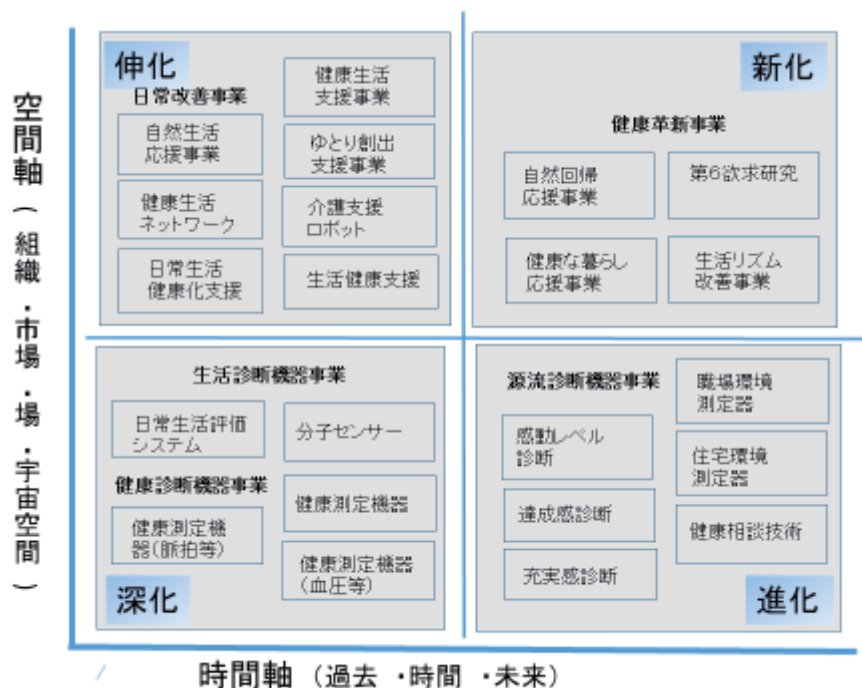 空間軸（組織・市場・場・宇宙空間）
伸化
日常改善事業
自然生活
応援事業
健康生活
ネットワーク
日常生活
健康化支援
健康生活
支援事業
ゆとり創出
支援事業
介護支援
ロボット
生活健康支援
新化
健康革新事業
自然回帰
応援事業
第6欲求研究
健康な暮らし
応援事業
生活リズム
改善事業
生活診断機器事業
日常生活評価
システム
分子センサー
健康診断機器事業
健康測定機
器(脈拍等)
健康測定機器
健康測定機器
(血圧等)
深化
源流診断機器事業
感動レベル
診断
達成感診断
充実感診断
職場環境
測定器
住宅環境
測定器
健康相談技術
進化
時間軸（過去・時間・未来）